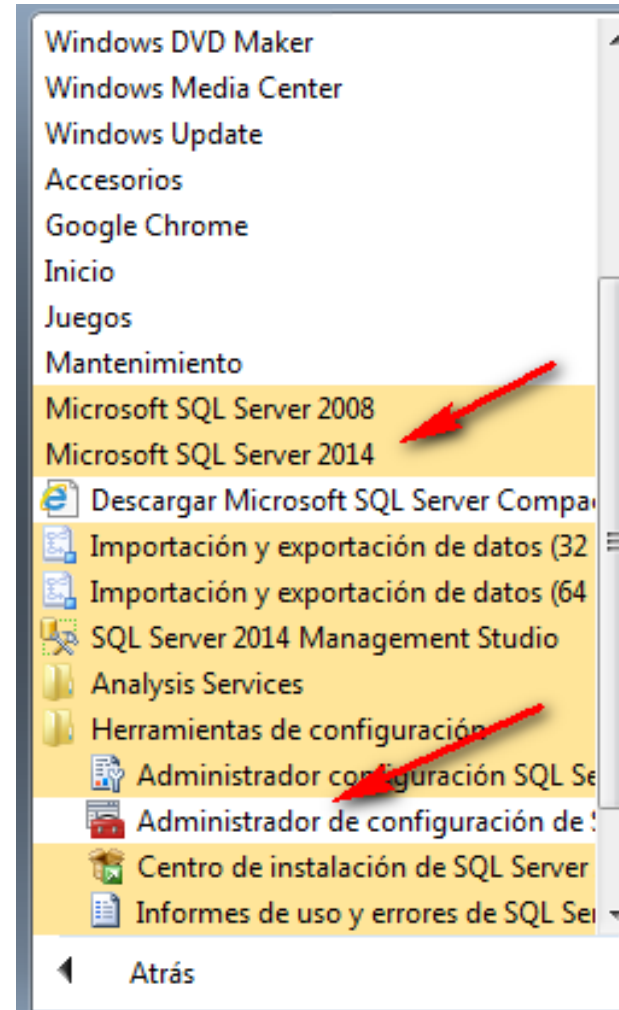 Windows DVD Maker
Windows Media Center
Windows Update
Accesorios
Google Chrome
Inicio
Juegos
Mantenimiento
Microsoft SQL Server 2008
Microsoft SQL Server 2014
Descargar Microsoft SQL Server Compa
Importación y exportación de datos (32
Importación y exportación de datos (64
SQL Server 2014 Management Studio
Analysis Services
Herramientas de configuración
Administrador configuración SQL Se
Administrador de configuración de S
Centro de instalación de SQL Server
Informes de uso y errores de SQL Ser
Atrás